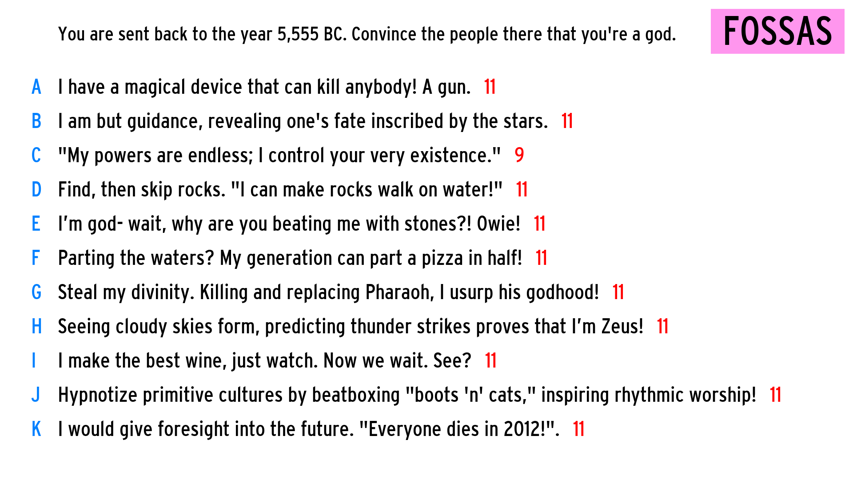 You are sent back to the year 5,555 BC. Convince the people there that you're a god.
FOSSAS
A I have a magical device that can kill anybody! A gun. 11
B I am but guidance, revealing one's fate inscribed by the stars. 11
C "My powers are endless; I control your very existence." 9
D Find, then skip rocks. "I can make rocks walk on water!" 11
E I’m god- wait, why are you beating me with stones?! Owie! 11
F Parting the waters? My generation can part a pizza in half! 11
G Steal my divinity. Killing and replacing Pharaoh, I usurp his godhood! 11
H Seeing cloudy skies form, predicting thunder strikes proves that I’m Zeus! 11
I I make the best wine, just watch. Now we wait. See? 11
J Hypnotize primitive cultures by beatboxing "boots 'n' cats," inspiring rhythmic worship! 11
K I would give foresight into the future. "Everyone dies in 2012!". 11